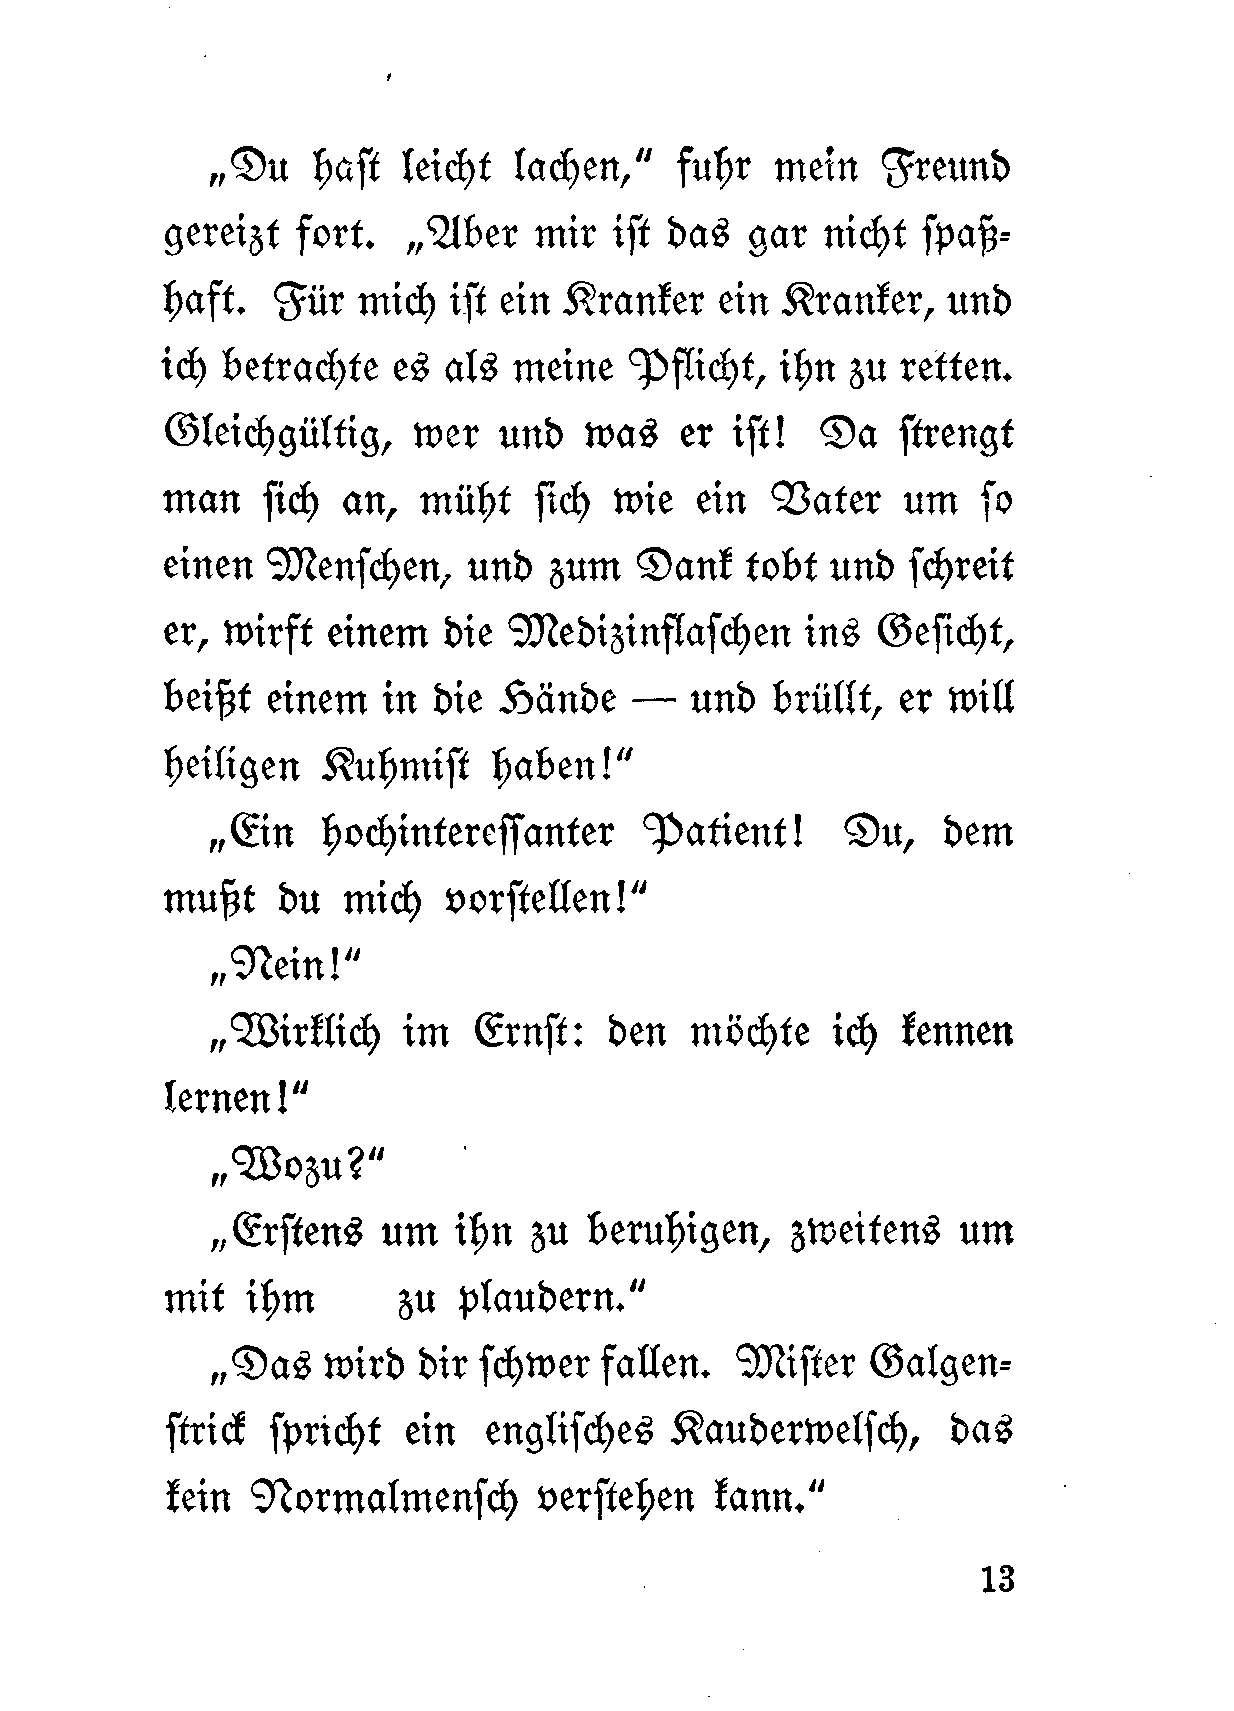 „Du haſt leicht lachen,“ fuhr mein Freund
gereizt fort. „Aber mir iſt das gar nicht ſpaß⸗
haft. Für mich iſt ein Kranker ein Kranker, und
ich betrachte es als meine Pflicht, ihn zu retten.
Gleichgültig, wer und was er iſt! Da ſtrengt
man ſich an, müht ſich wie ein Vater um ſo
einen Menſchen, und zum Dank tobt und ſchreit
er, wirft einem die Medizinflaſchen ins Geſicht,
beißt einem in die Hände — und brüllt, er will
heiligen Kuhmiſt haben!“
„Ein hochintereſſanter Patient! Du, dem
mußt du mich vorſtellen!“
„Nein!“
„Wirklich im Ernſt: den möchte ich kennen
lernen!“
„Wozu?“
„Erſtens um ihn zu beruhigen, zweitens um
mit ihm zu plaudern.“
„Das wird dir ſchwer fallen. Miſter Galgen⸗
ſtrick ſpricht ein engliſches Kauderwelſch, das
kein Normalmenſch verſtehen kann.“
13